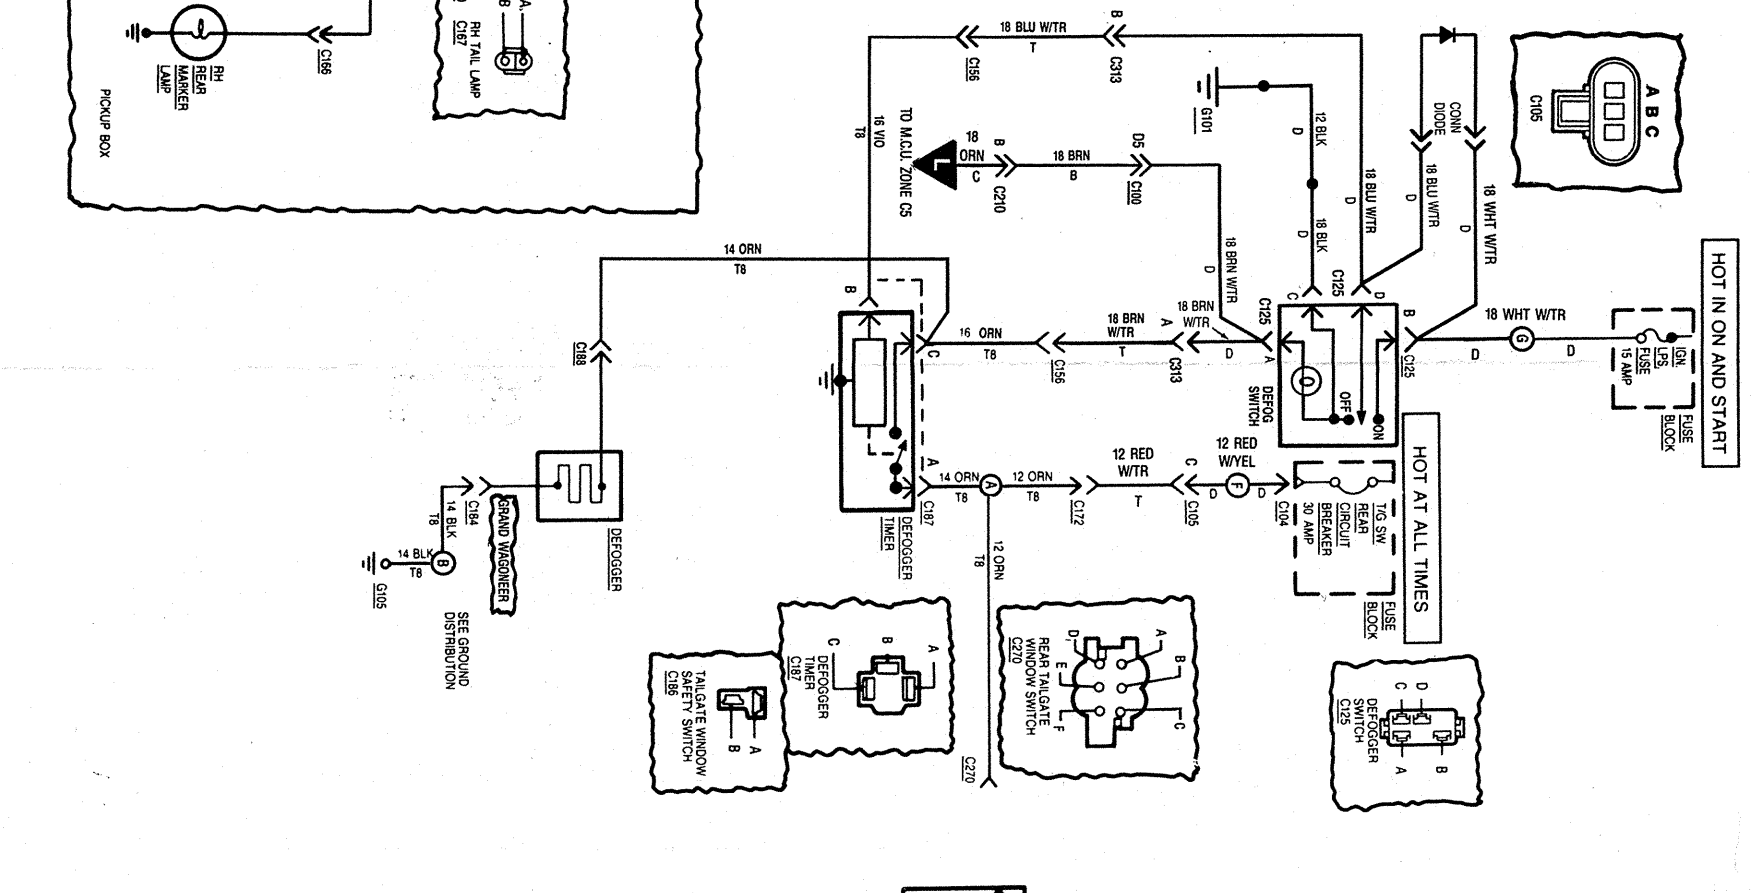 RH
REAR
MARKER
LAMP
C166
PICKUP BOX
B
A,
RH TAIL LAMP
C167
C156
18 BLU W/TR
T
B
C313
G101
12 BLK
D
18 BLK
D
18 BLU W/TR
D
CONN
DIODE
18 BLU W/TR
D
18 WHT W/TR
D
A B C
C105
HOT IN ON AND START
16 VIO
T8
TO M.C.U. ZONE C5
L
18
ORN
C
B
C210
18 BRN
B
D5
C100
18 BRN W/TR
D
14 ORN
T8
B
C
16 ORN
T8
C156
18 BRN
W/TR
T
A
C313
18 BRN
W/TR
D
C125
A
C
C125
D
B
C125
DEFOG
SWITCH
OFF
ON
18 WHT W/TR
D
G
D
IGN.
LPS
FUSE
15 AMP
FUSE
BLOCK
HOT AT ALL TIMES
C188
A
14 ORN
T8
C187
DEFOGGER
TIMER
A
12 ORN
T8
C172
12 RED
W/TR
T
C
C105
12 RED
W/YEL
D
F
D
C104
T/G SW
REAR
CIRCUIT
BREAKER
30 AMP
FUSE
BLOCK
12 ORN
T8
C270
DEFOGGER
GRAND WAGONEER
C184
14 BLK
T8
B
14 BLK
T8
G105
SEE GROUND
DISTRIBUTION
TAILGATE WINDOW
SAFETY SWITCH
C186
A
B
DEFOGGER
TIMER
C187
A
B
C
REAR TAILGATE
WINDOW SWITCH
C270
A
B
C
D,
E
F
DEFOGGER
SWITCH
C125
C
D
A
B